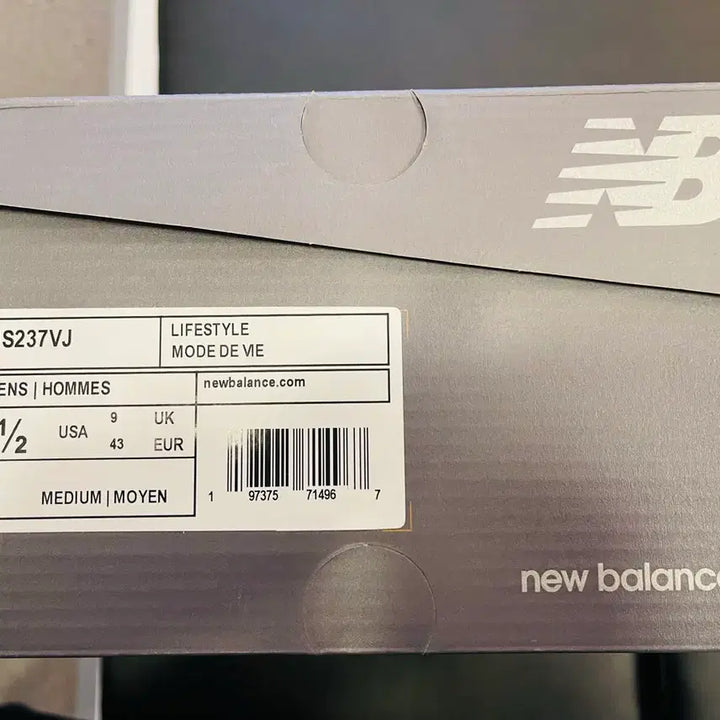 NB
S237VJ
LIFESTYLE
MODE DE VIE
ENS | HOMMES
newbalance.com
1/2 USA 9 UK
43 EUR
MEDIUM | MOYEN
1 97375 71496 7
new balance